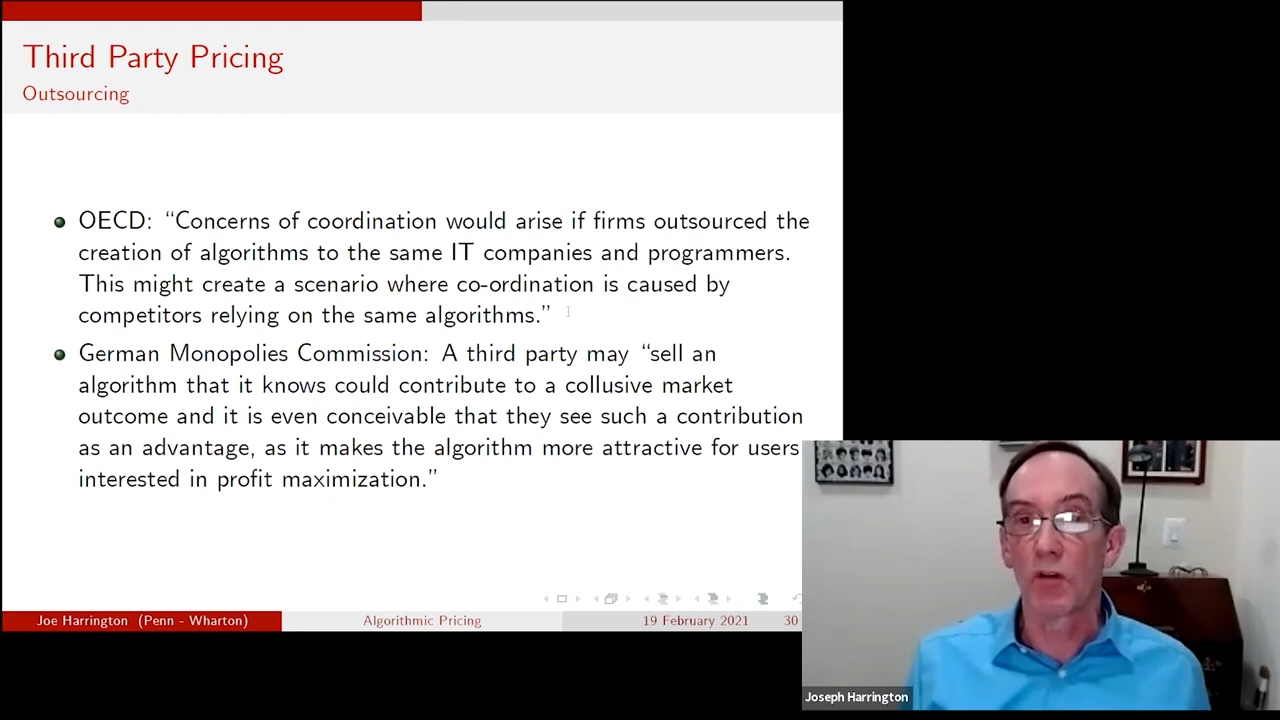 Third Party Pricing
Outsourcing
OECD: “Concerns of coordination would arise if firms outsourced the
creation of algorithms to the same IT companies and programmers.
This might create a scenario where co-ordination is caused by
competitors relying on the same algorithms.”
German Monopolies Commission: A third party may “sell an
algorithm that it knows could contribute to a collusive market
outcome and it is even conceivable that they see such a contribution
as an advantage, as it makes the algorithm more attractive for users
interested in profit maximization.”
Joe Harrington (Penn - Wharton) Algorithmic Pricing 19 February 2021 30
Joseph Harrington